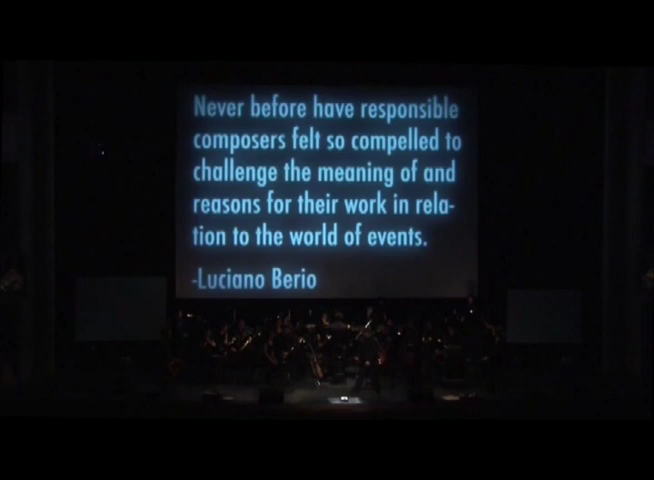 Never before have responsible
composers felt so compelled to
challenge the meaning of and
reasons for their work in rela-
tion to the world of events.
-Luciano Berio